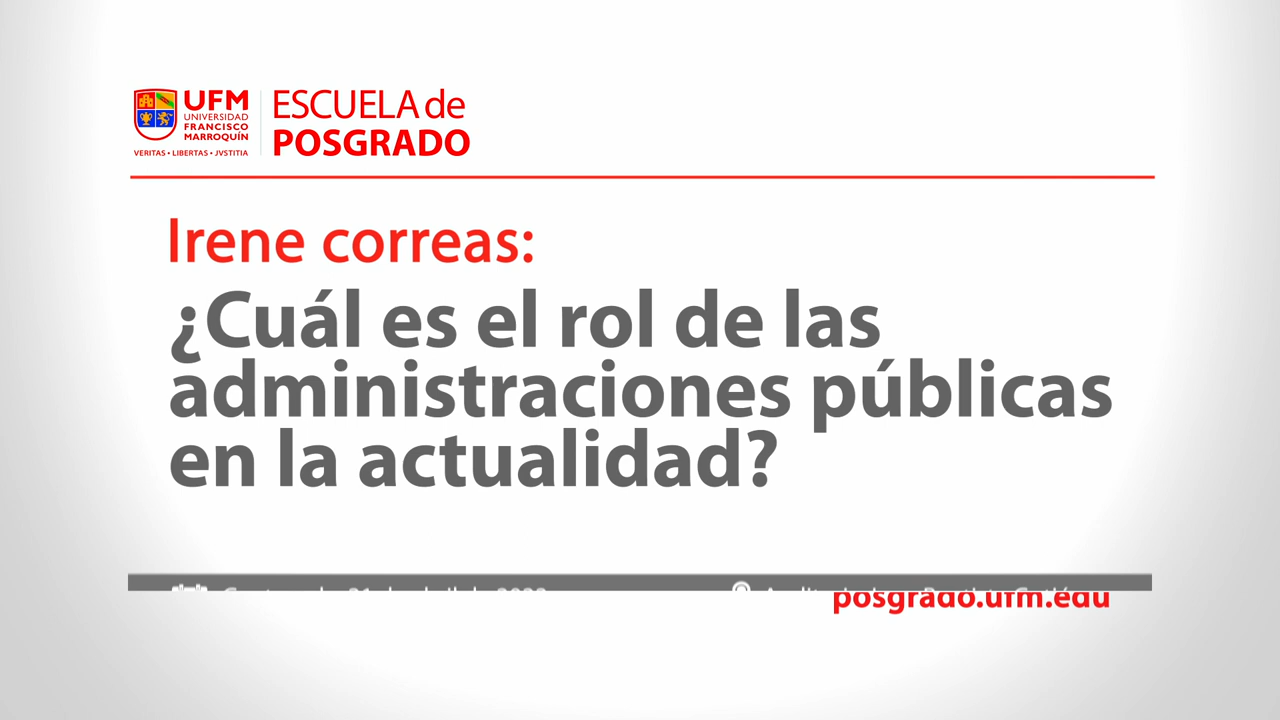 UFM
UNIVERSIDAD
FRANCISCO
MARROQUÍN
VERITAS • LIBERTAS • JVSTITIA
ESCUELA de
POSGRADO
Irene correas:
¿Cuál es el rol de las
administraciones públicas
en la actualidad?
posgrado.ufm.edu